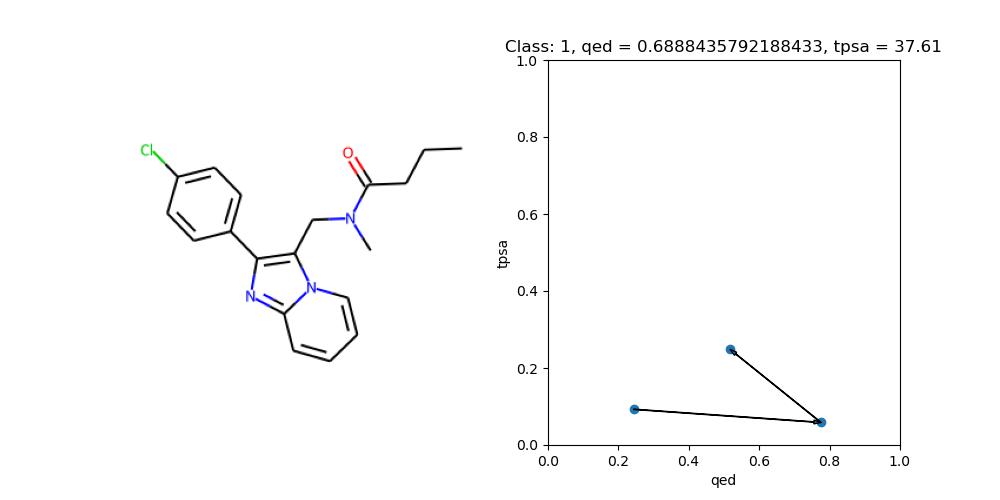 Class: 1, qed = 0.6888435792188433, tpsa = 37.61
Cl
O
N
N
N
1.0
0.8
0.6
0.4
0.2
0.0
tpsa
0.0 0.2 0.4 0.6 0.8 1.0
qed